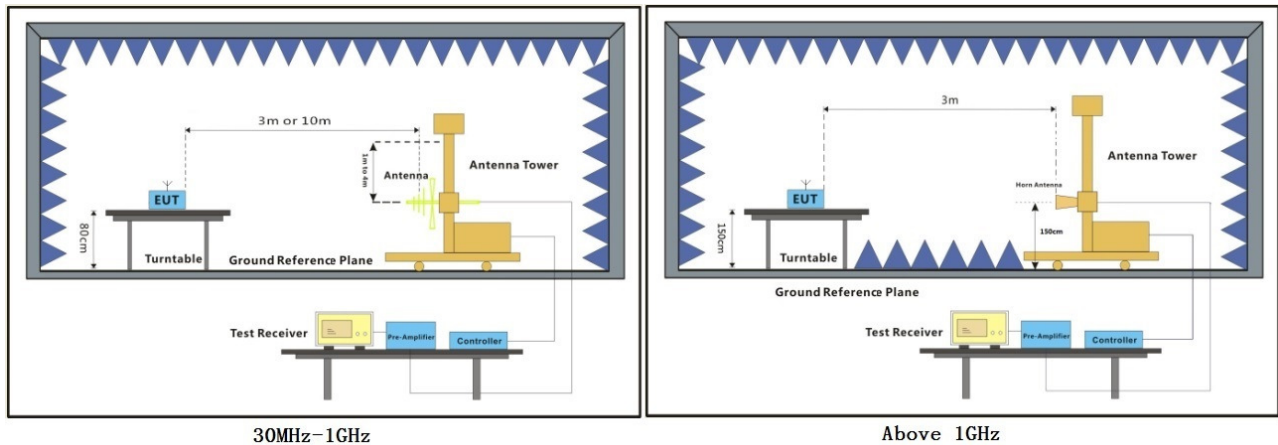 3m or 10m
1m to 4m
Antenna Tower
Antenna
EUT
80cm
Turntable
Ground Reference Plane
Test Receiver
Pre-Amplifier
Controller
30MHz-1GHz
3m
Antenna Tower
Horn Antenna
EUT
150cm
150cm
Turntable
Ground Reference Plane
Test Receiver
Pre-Amplifier
Controller
Above 1GHz